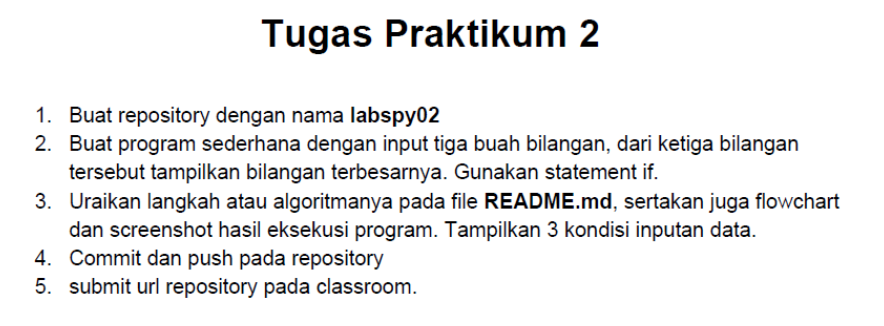 Tugas Praktikum 2
1. Buat repository dengan nama labspy02
2. Buat program sederhana dengan input tiga buah bilangan, dari ketiga bilangan
tersebut tampilkan bilangan terbesarnya. Gunakan statement if.
3. Uraikan langkah atau algoritmanya pada file README.md, sertakan juga flowchart
dan screenshot hasil eksekusi program. Tampilkan 3 kondisi inputan data.
4. Commit dan push pada repository
5. submit url repository pada classroom.